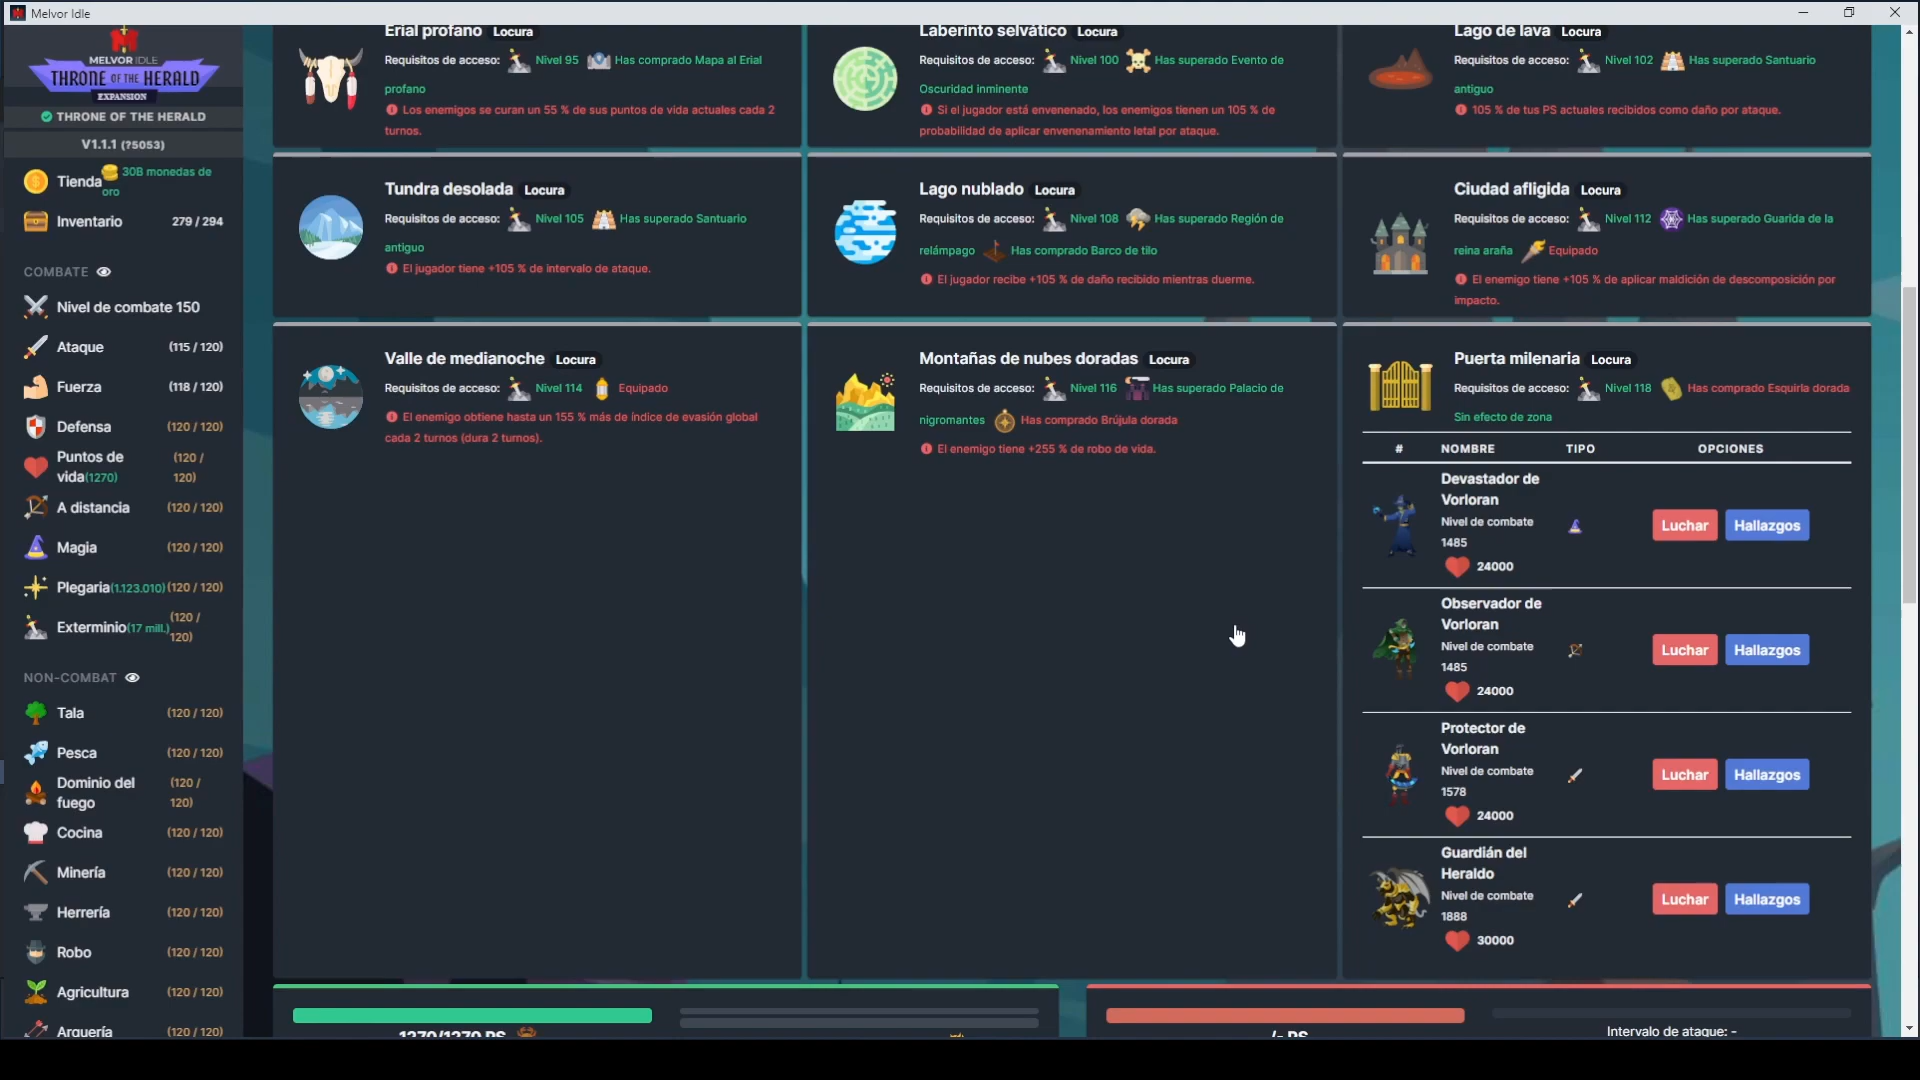 Melvor Idle
MELVOR IDLE
THRONE OF THE HERALD
EXPANSION
THRONE OF THE HERALD
V1.1.1 (?5053)
Tienda 30B monedas de
oro
Inventario 279 / 294
COMBATE
Nivel de combate 150
Ataque (115 / 120)
Fuerza (118 / 120)
Defensa (120 / 120)
Puntos de (120 /
vida(1270) 120)
A distancia (120 / 120)
Magia (120 / 120)
Plegaria(1.123.010) (120 / 120)
Exterminio(17 mill.) (120 /
120)
NON-COMBAT
Tala (120 / 120)
Pesca (120 / 120)
Dominio del (120 /
fuego 120)
Cocina (120 / 120)
Minería (120 / 120)
Herrería (120 / 120)
Robo (120 / 120)
Agricultura (120 / 120)
Arquería (120 / 120)
Erial profano Locura
Requisitos de acceso: Nivel 95 Has comprado Mapa al Erial
profano
Los enemigos se curan un 55 % de sus puntos de vida actuales cada 2
turnos.
Laberinto selvático Locura
Requisitos de acceso: Nivel 100 Has superado Evento de
Oscuridad inminente
Si el jugador está envenenado, los enemigos tienen un 105 % de
probabilidad de aplicar envenenamiento letal por ataque.
Lago de lava Locura
Requisitos de acceso: Nivel 102 Has superado Santuario
antiguo
105 % de tus PS actuales recibidos como daño por ataque.
Tundra desolada Locura
Requisitos de acceso: Nivel 105 Has superado Santuario
antiguo
El jugador tiene +105 % de intervalo de ataque.
Lago nublado Locura
Requisitos de acceso: Nivel 108 Has superado Región de
relámpago Has comprado Barco de tilo
El jugador recibe +105 % de daño recibido mientras duerme.
Ciudad afligida Locura
Requisitos de acceso: Nivel 112 Has superado Guarida de la
reina araña Equipado
El enemigo tiene +105 % de aplicar maldición de descomposición por
impacto.
Valle de medianoche Locura
Requisitos de acceso: Nivel 114 Equipado
El enemigo obtiene hasta un 155 % más de índice de evasión global
cada 2 turnos (dura 2 turnos).
Montañas de nubes doradas Locura
Requisitos de acceso: Nivel 116 Has superado Palacio de
nigromantes Has comprado Brújula dorada
El enemigo tiene +255 % de robo de vida.
Puerta milenaria Locura
Requisitos de acceso: Nivel 118 Has comprado Esquirla dorada
Sin efecto de zona
# NOMBRE TIPO OPCIONES
Devastador de
Vorloran
Nivel de combate
1485
24000
Luchar Hallazgos
Observador de
Vorloran
Nivel de combate
1485
24000
Luchar Hallazgos
Protector de
Vorloran
Nivel de combate
1578
24000
Luchar Hallazgos
Guardián del
Heraldo
Nivel de combate
1888
30000
Luchar Hallazgos
1270/1270 PS
-/- PS
Intervalo de ataque: -